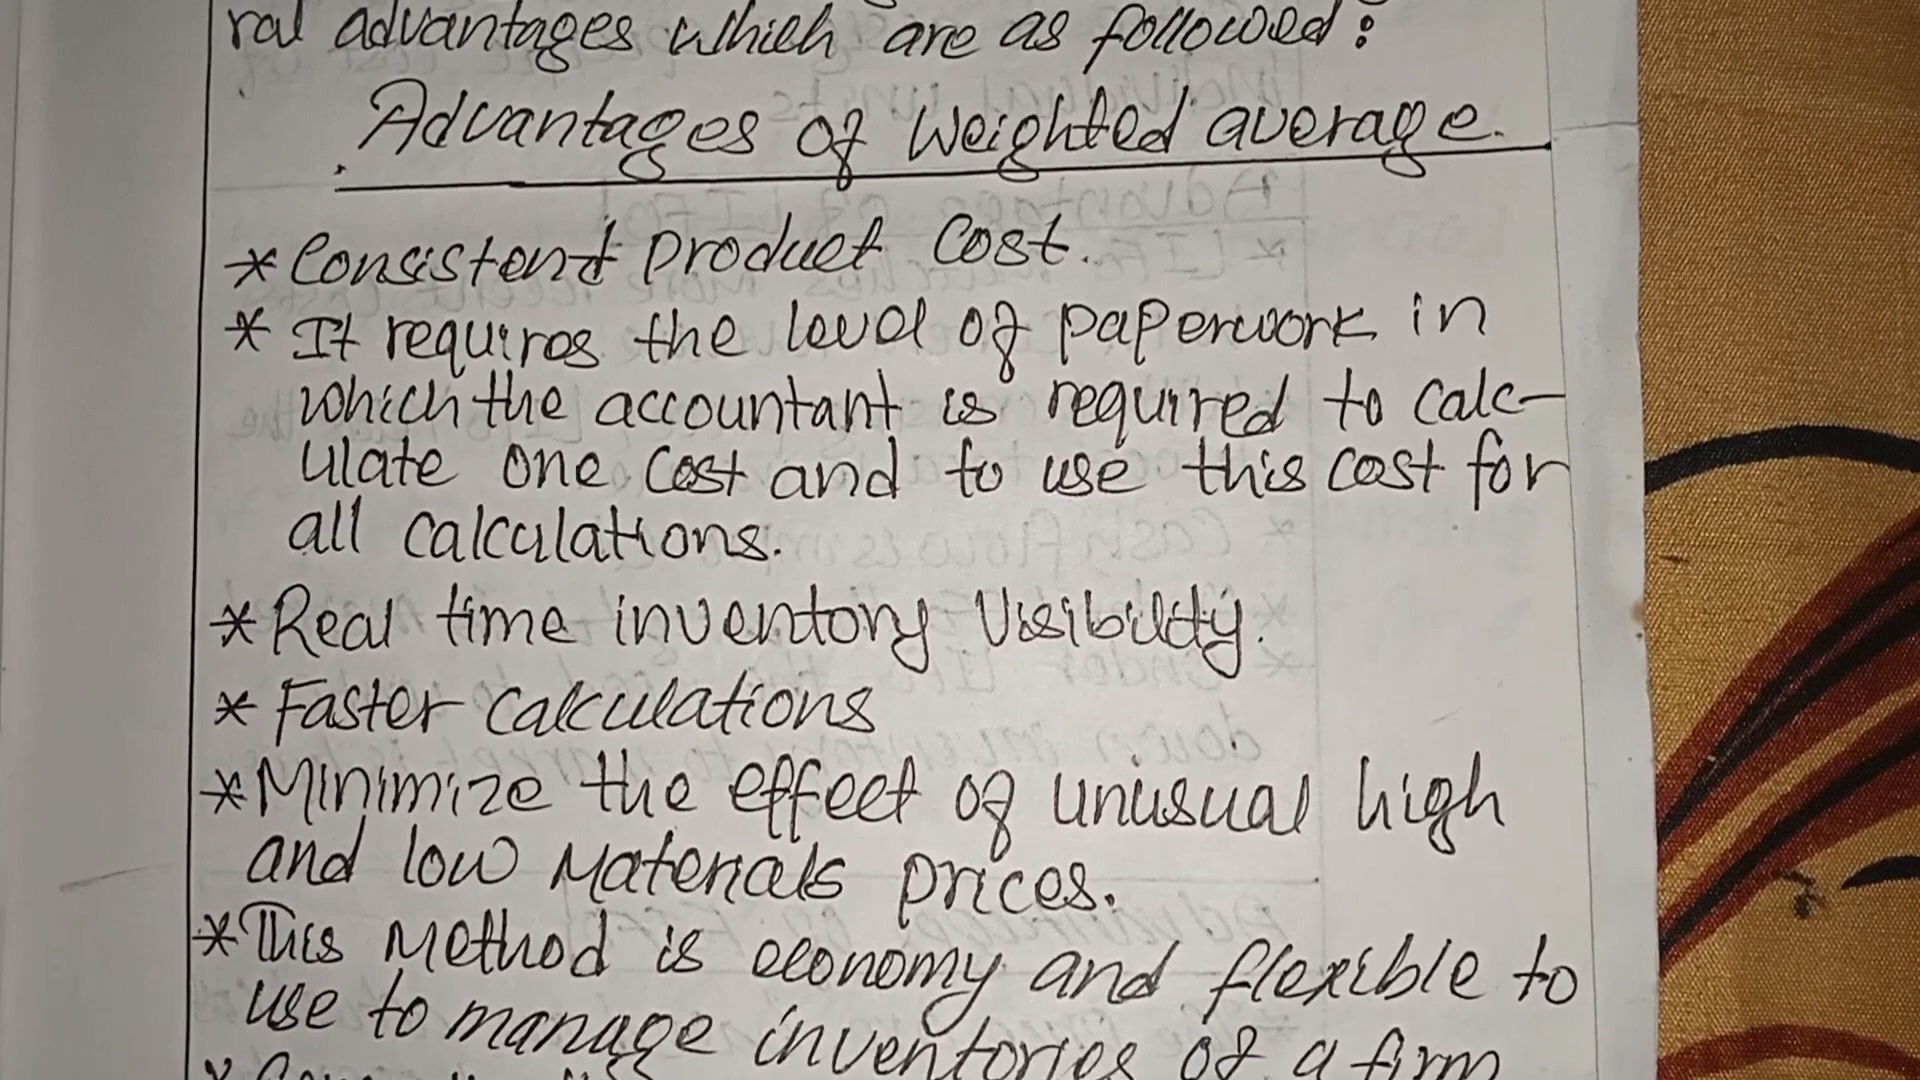 ral advantages which are as followed:
Advantages of Weighted average.
* Consistent product cost.
* It requires the level of paperwork in
which the accountant is required to calc-
ulate one cost and to use this cost for
all calculations.
* Real time inventory visibility.
* Faster calculations
* Minimize the effect of unusual high
and low materials prices.
* This method is economy and flexible to
use to manage inventories of a firm